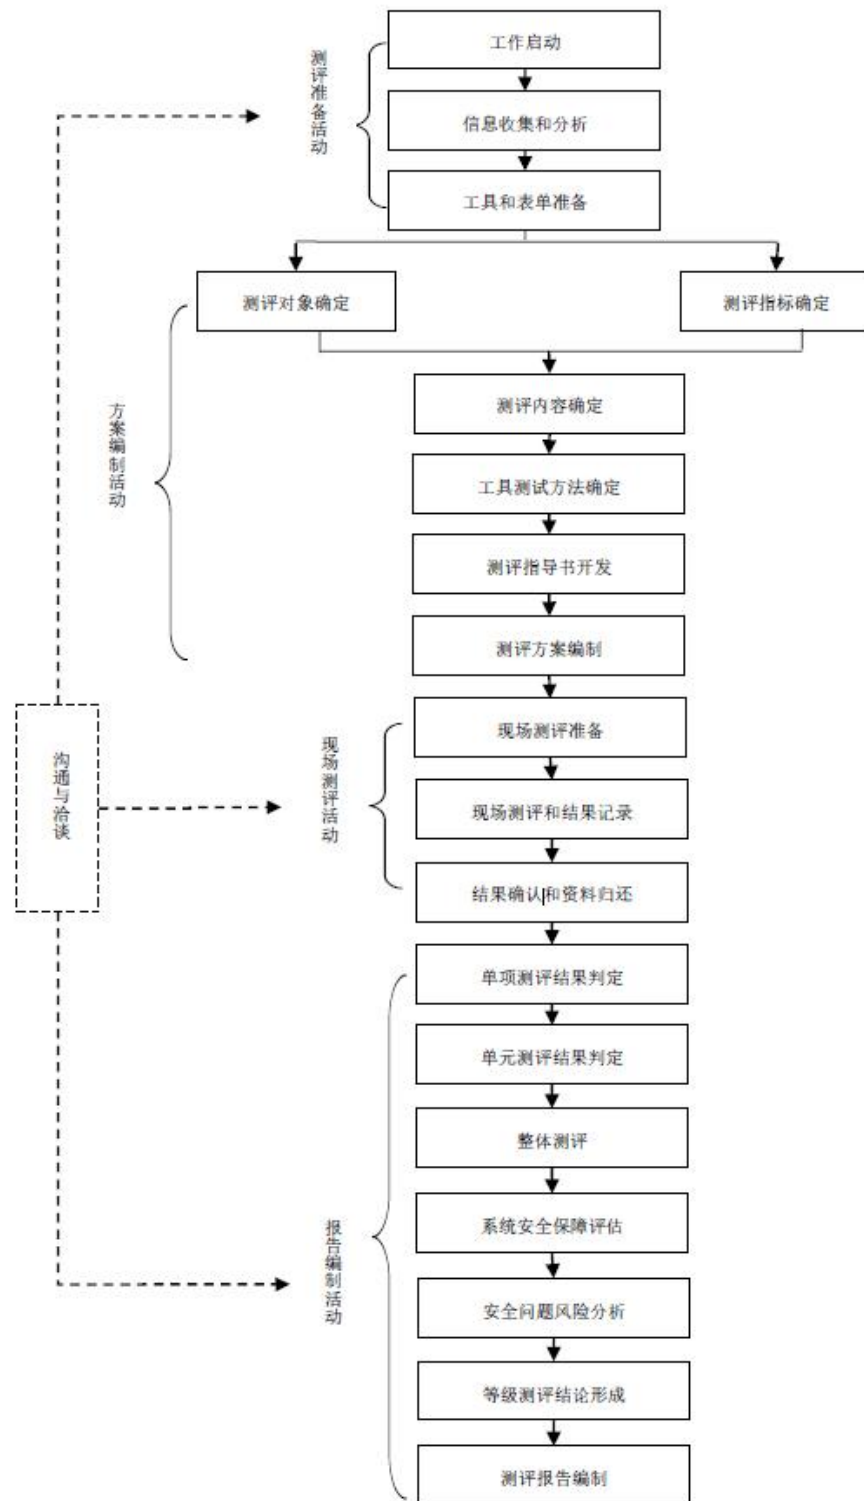 工作启动
测评准备活动
信息收集和分析
工具和表单准备
测评对象确定
测评指标确定
方案编制活动
测评内容确定
工具测试方法确定
测评指导书开发
测评方案编制
沟通与洽谈
现场测评活动
现场测评准备
现场测评和结果记录
结果确认和资料归还
报告编制活动
单项测评结果判定
单元测评结果判定
整体测评
系统安全保障评估
安全问题风险分析
等级测评结论形成
测评报告编制